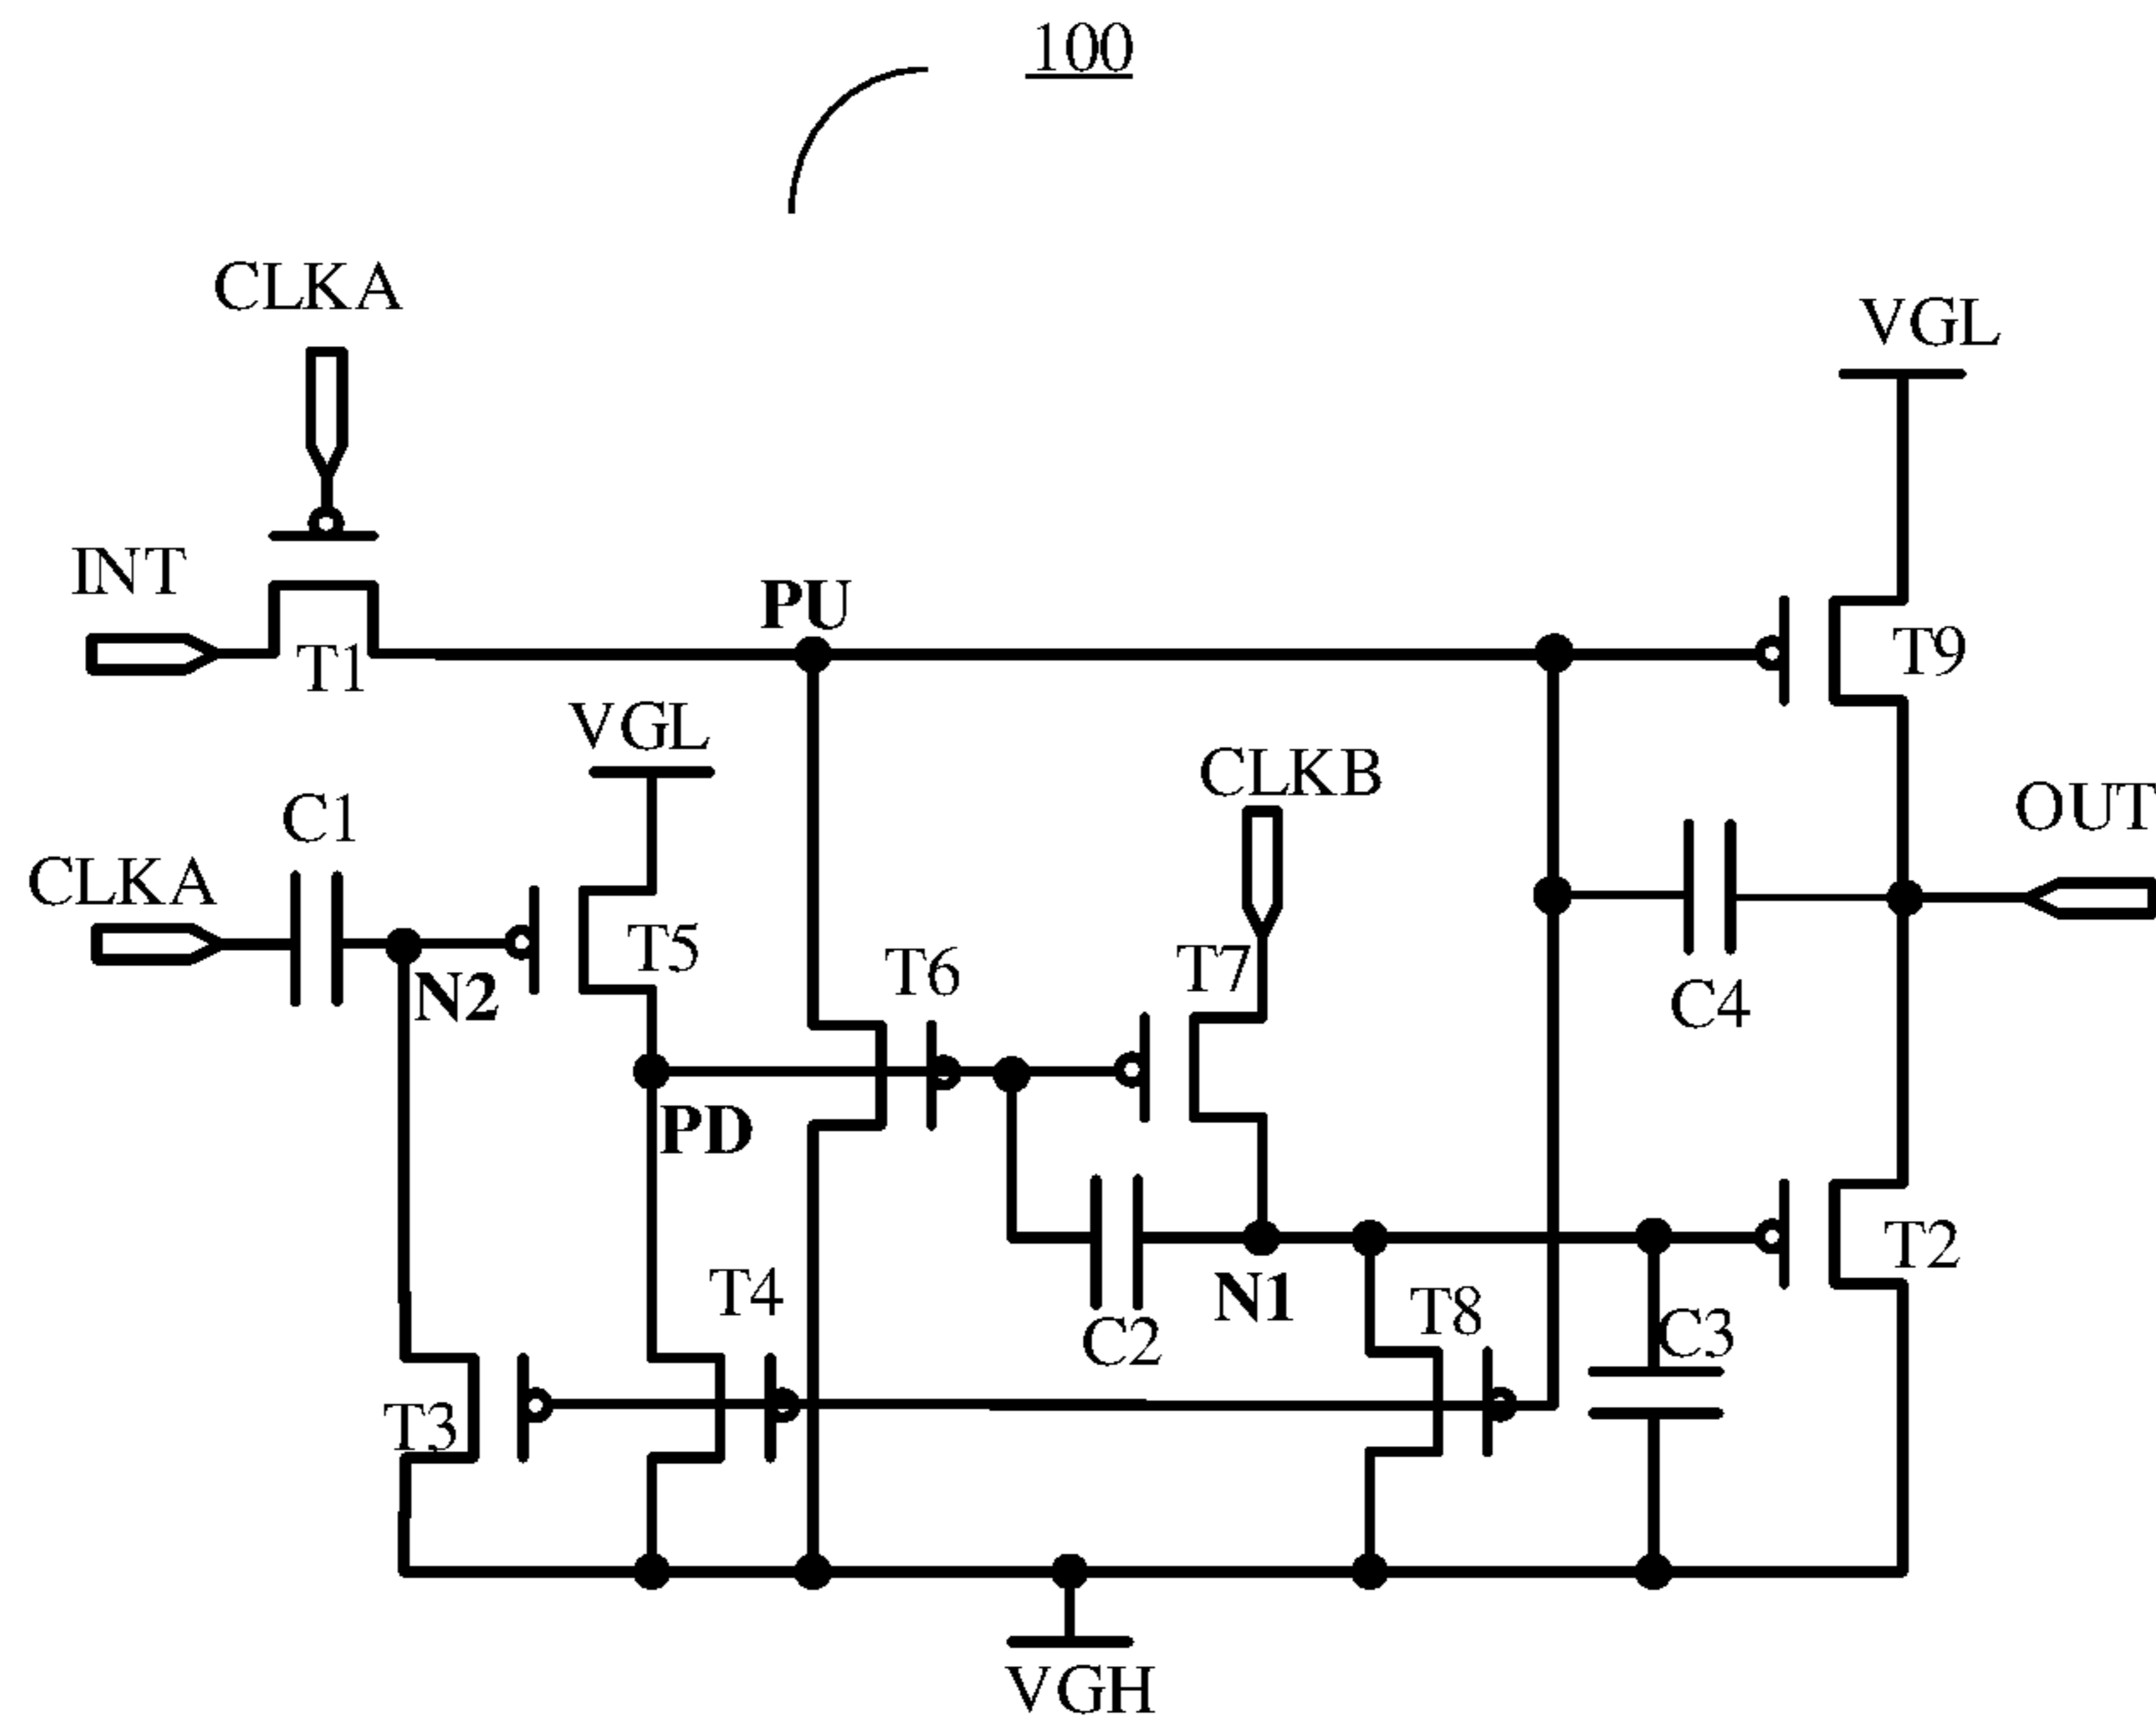 100
CLKA
VGL
INT
PU
T1
T9
VGL
CLKB
C1
OUT
CLKA
T5
T6
T7
N2
C4
PD
T2
T4
N1
T8
C3
C2
T3
VGH